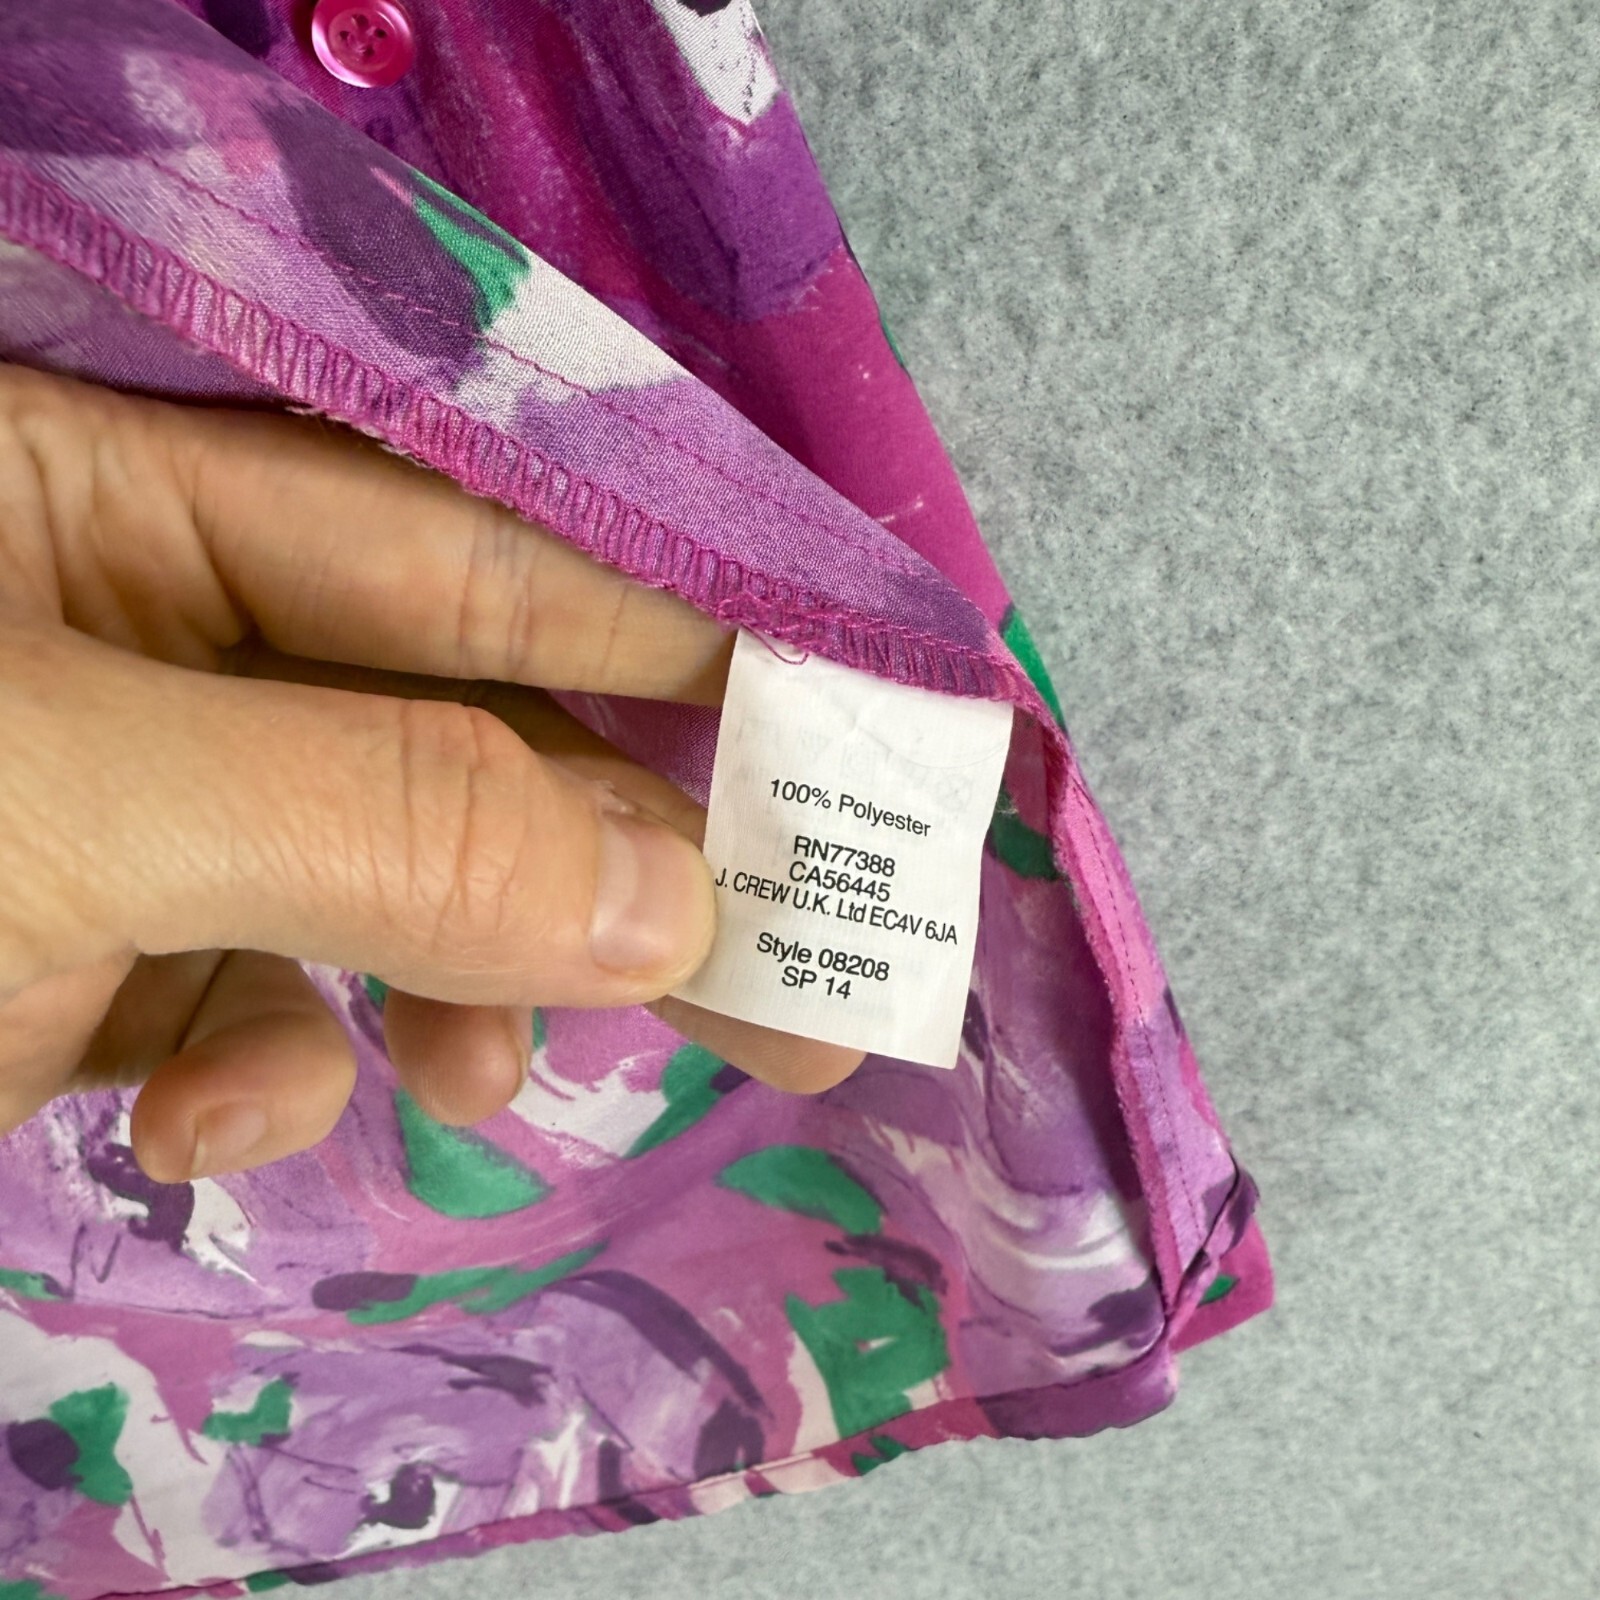 100% Polyester
RN77388
CA56445
J. CREW U.K. Ltd EC4V 6JA
Style 08208
SP 14